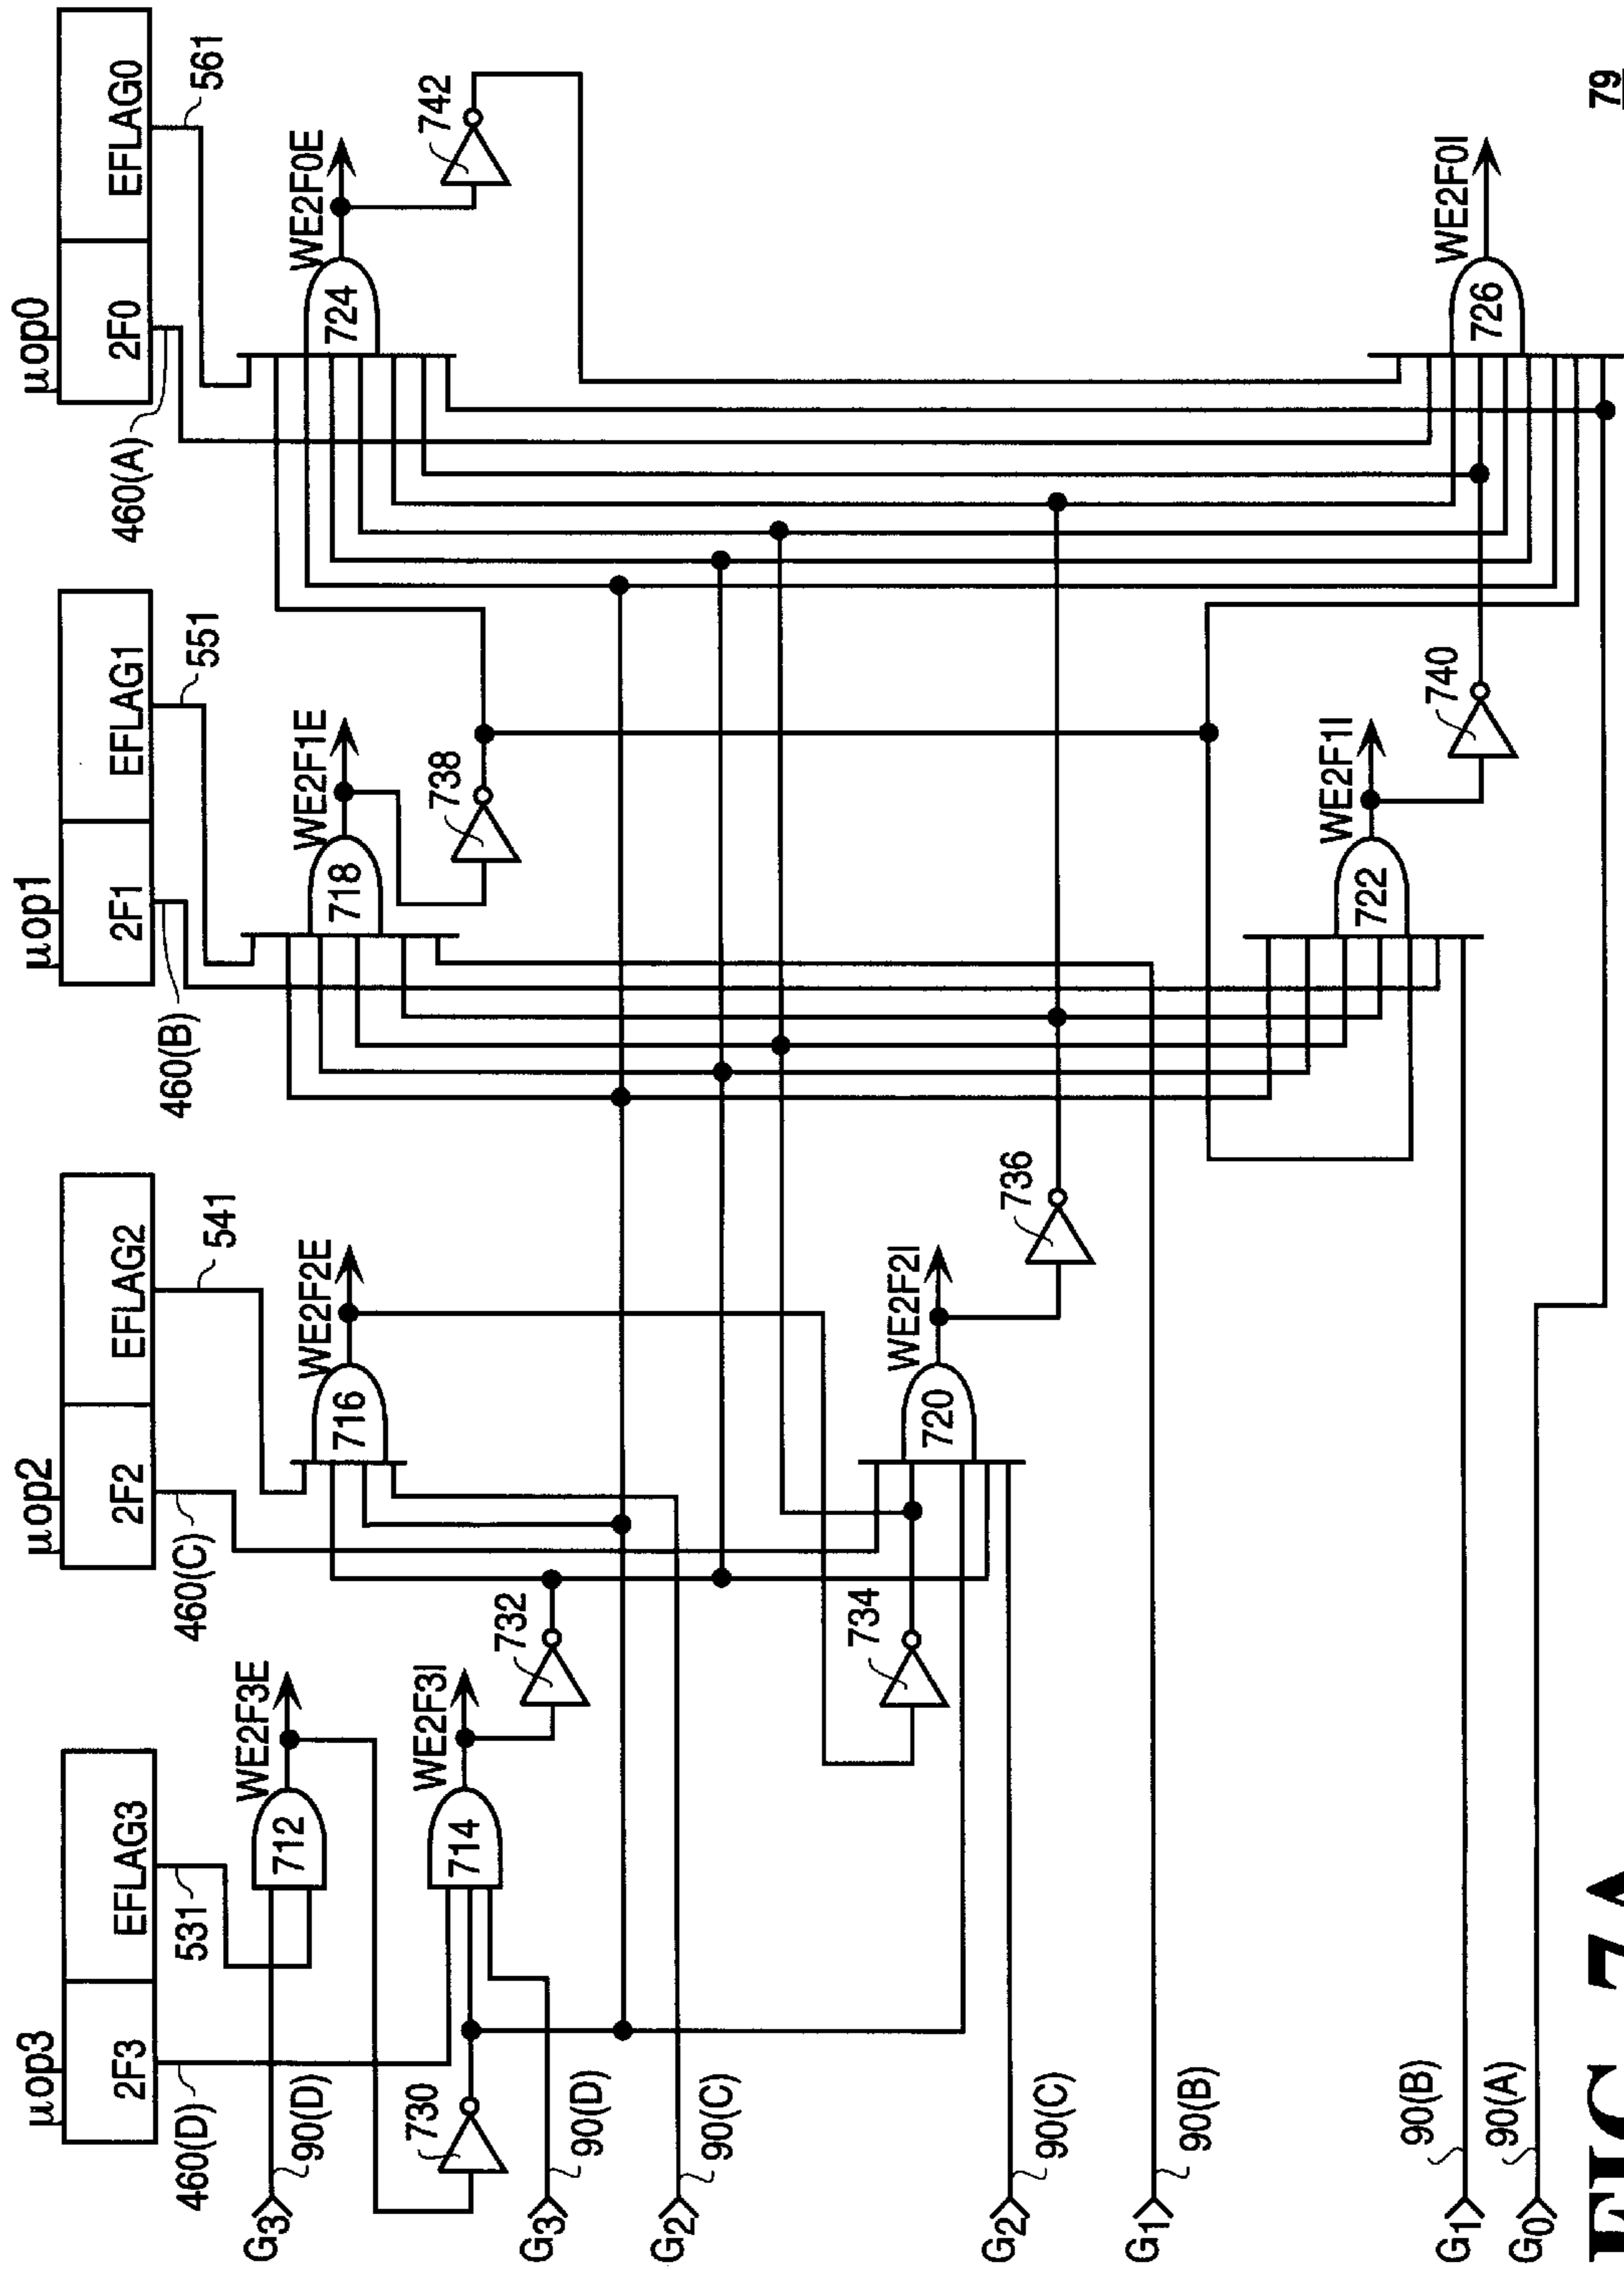 μop3
2F3
EFLAG3
460(D)
531
μop2
2F2
EFLAG2
460(C)
541
μop1
2F1
EFLAG1
460(B)
551
μop0
2F0
EFLAG0
460(A)
561
G3
90(D)
712
WE2F3E
730
714
WE2F3I
732
G3
90(D)
G2
90(C)
716
WE2F2E
734
720
WE2F2I
736
G2
90(C)
718
WE2F1E
738
G1
90(B)
722
WE2F1I
740
724
WE2F0E
742
726
WE2F0I
G1
90(B)
G0
90(A)
79